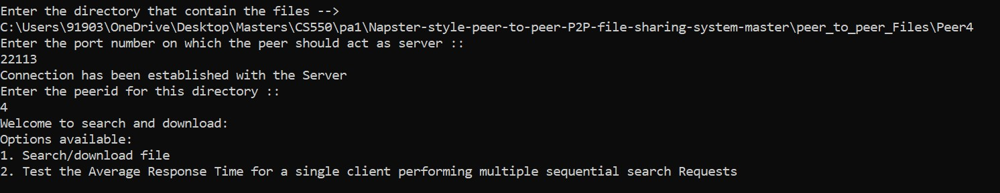 Enter the directory that contain the files -->
C:\Users\91903\OneDrive\Desktop\Masters\CS550\pa1\Napster-style-peer-to-peer-P2P-file-sharing-system-master\peer_to_peer_Files\Peer4
Enter the port number on which the peer should act as server ::
22113
Connection has been established with the Server
Enter the peerid for this directory ::
4
Welcome to search and download:
Options available:
1. Search/download file
2. Test the Average Response Time for a single client performing multiple sequential search Requests